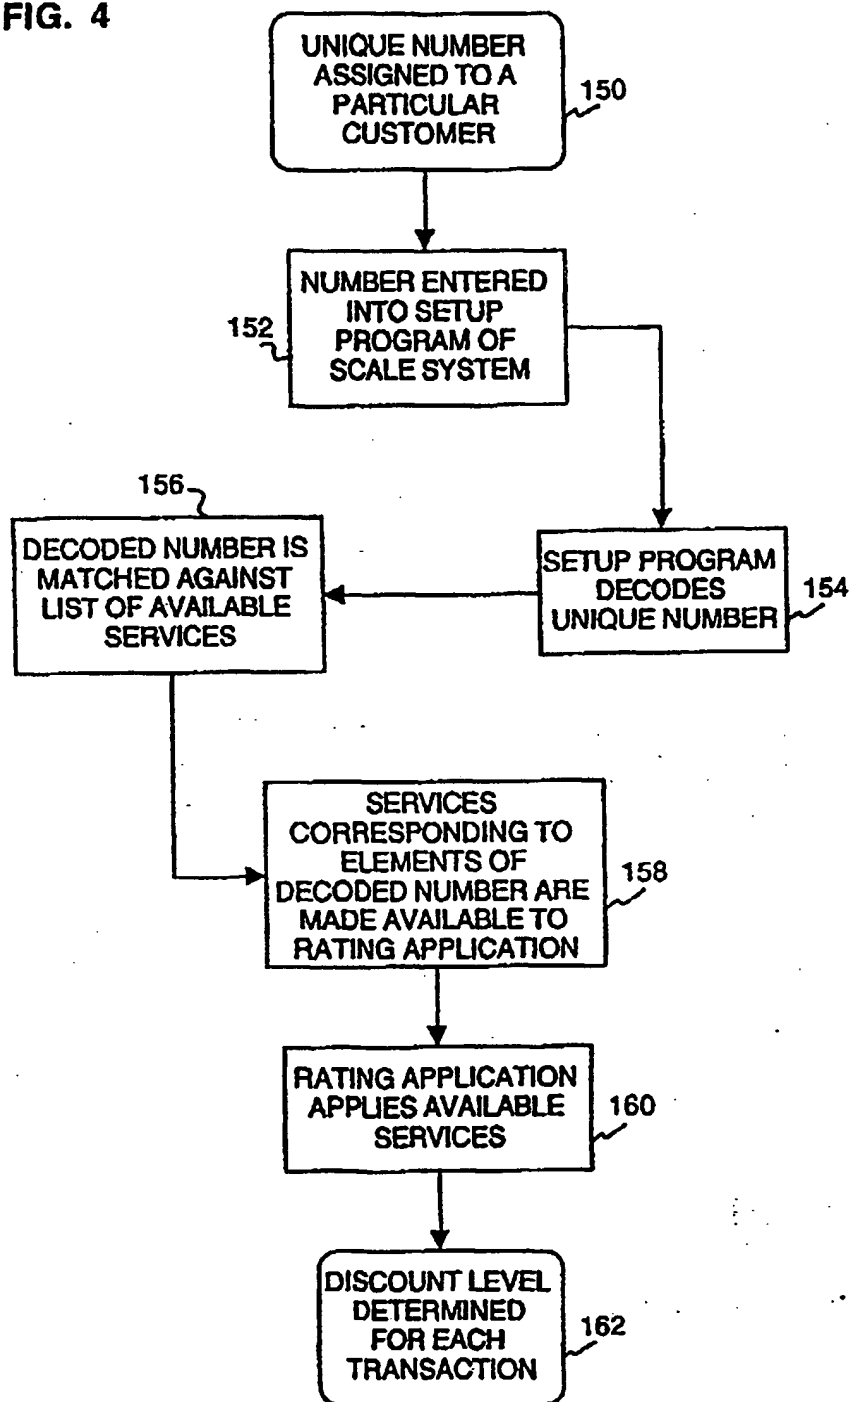 FIG. 4
UNIQUE NUMBER
ASSIGNED TO A
PARTICULAR
CUSTOMER
150
NUMBER ENTERED
INTO SETUP
PROGRAM OF
SCALE SYSTEM
152
SETUP PROGRAM
DECODES
UNIQUE NUMBER
154
156
DECODED NUMBER IS
MATCHED AGAINST
LIST OF AVAILABLE
SERVICES
SERVICES
CORRESPONDING TO
ELEMENTS OF
DECODED NUMBER ARE
MADE AVAILABLE TO
RATING APPLICATION
158
RATING APPLICATION
APPLIES AVAILABLE
SERVICES
160
DISCOUNT LEVEL
DETERMINED
FOR EACH
TRANSACTION
162